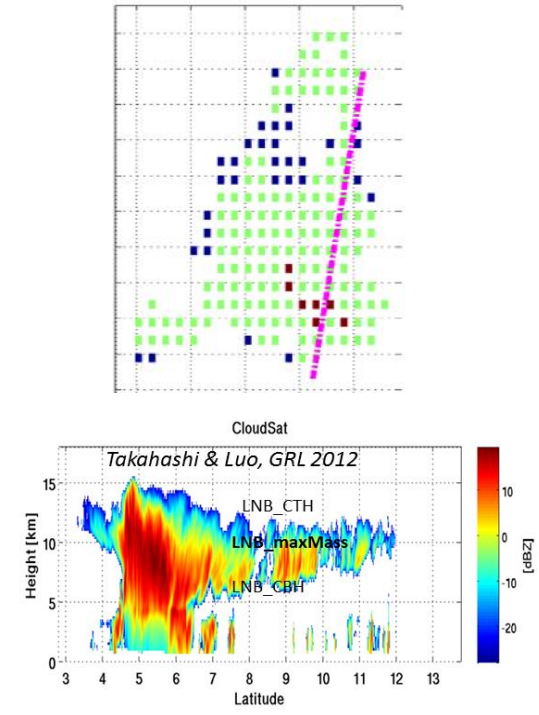 CloudSat
Takahashi & Luo, GRL 2012
15
10
5
0
Height [km]
LNB_CTH
LNB_maxMass
LNB_CBH
3 4 5 6 7 8 9 10 11 12 13
Latitude
10
0
-10
-20
[dBZ]